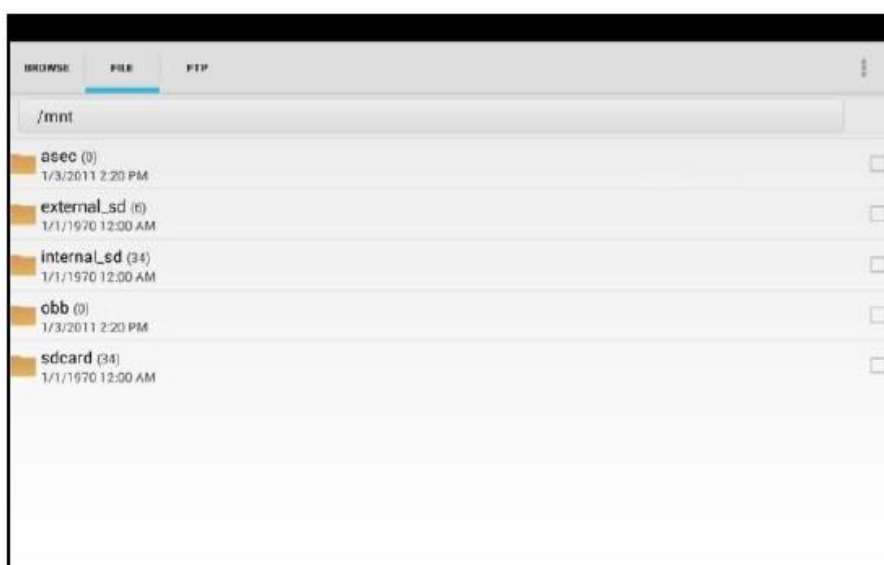 BROWSE FILE FTP
/mnt
asec (0)
1/3/2011 2:20 PM
external_sd (6)
1/1/1970 12:00 AM
internal_sd (34)
1/1/1970 12:00 AM
obb (0)
1/3/2011 2:20 PM
sdcard (34)
1/1/1970 12:00 AM